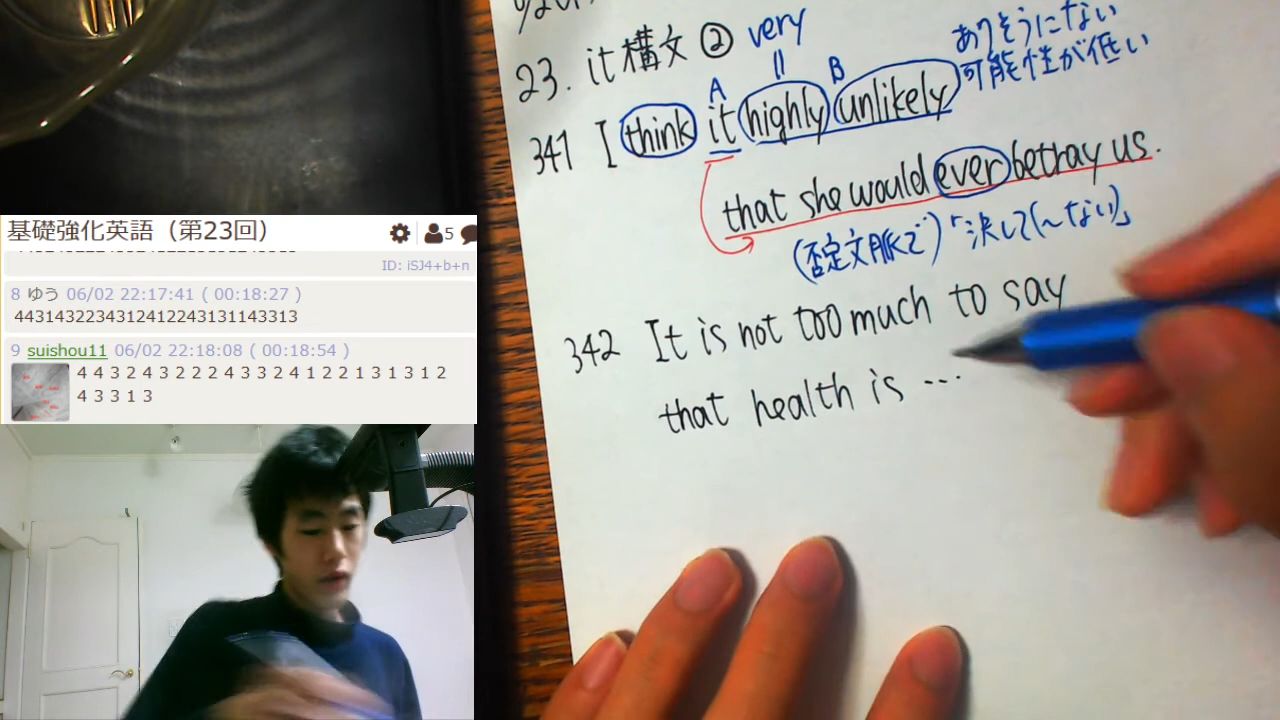 23. it構文②
very
||
ありそうにない
可能性が低い
A
B
341 I think it highly unlikely
that she would ever betray us.
(否定文脈で)「決して(〜ない)」
342 It is not too much to say
that health is ...
基礎強化英語（第23回）
5
ID: iSJ4+b+n
8 ゆう 06/02 22:17:41 ( 00:18:27 )
44314322343124122243131143313
9 suishou11 06/02 22:18:08 ( 00:18:54 )
4 4 3 2 4 3 2 2 2 4 3 3 2 4 1 2 2 1 3 1 3 1 2
4 3 3 1 3